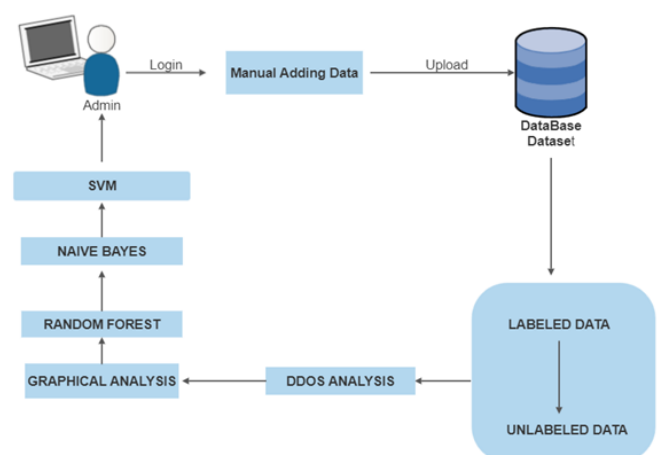 Admin
Login
Manual Adding Data
Upload
DataBase
Dataset
LABELED DATA
UNLABELED DATA
DDOS ANALYSIS
GRAPHICAL ANALYSIS
RANDOM FOREST
NAIVE BAYES
SVM